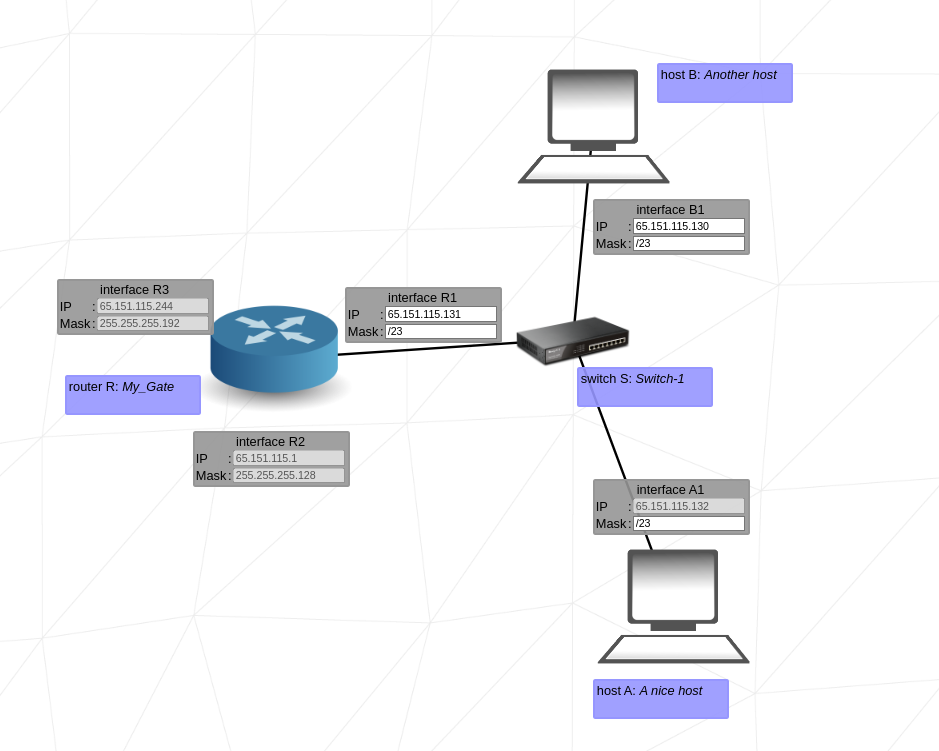 host B: Another host
interface B1
IP : 65.151.115.130
Mask : /23
interface R3
IP : 65.151.115.244
Mask : 255.255.255.192
interface R1
IP : 65.151.115.131
Mask : /23
router R: My_Gate
switch S: Switch-1
interface R2
IP : 65.151.115.1
Mask : 255.255.255.128
interface A1
IP : 65.151.115.132
Mask : /23
host A: A nice host